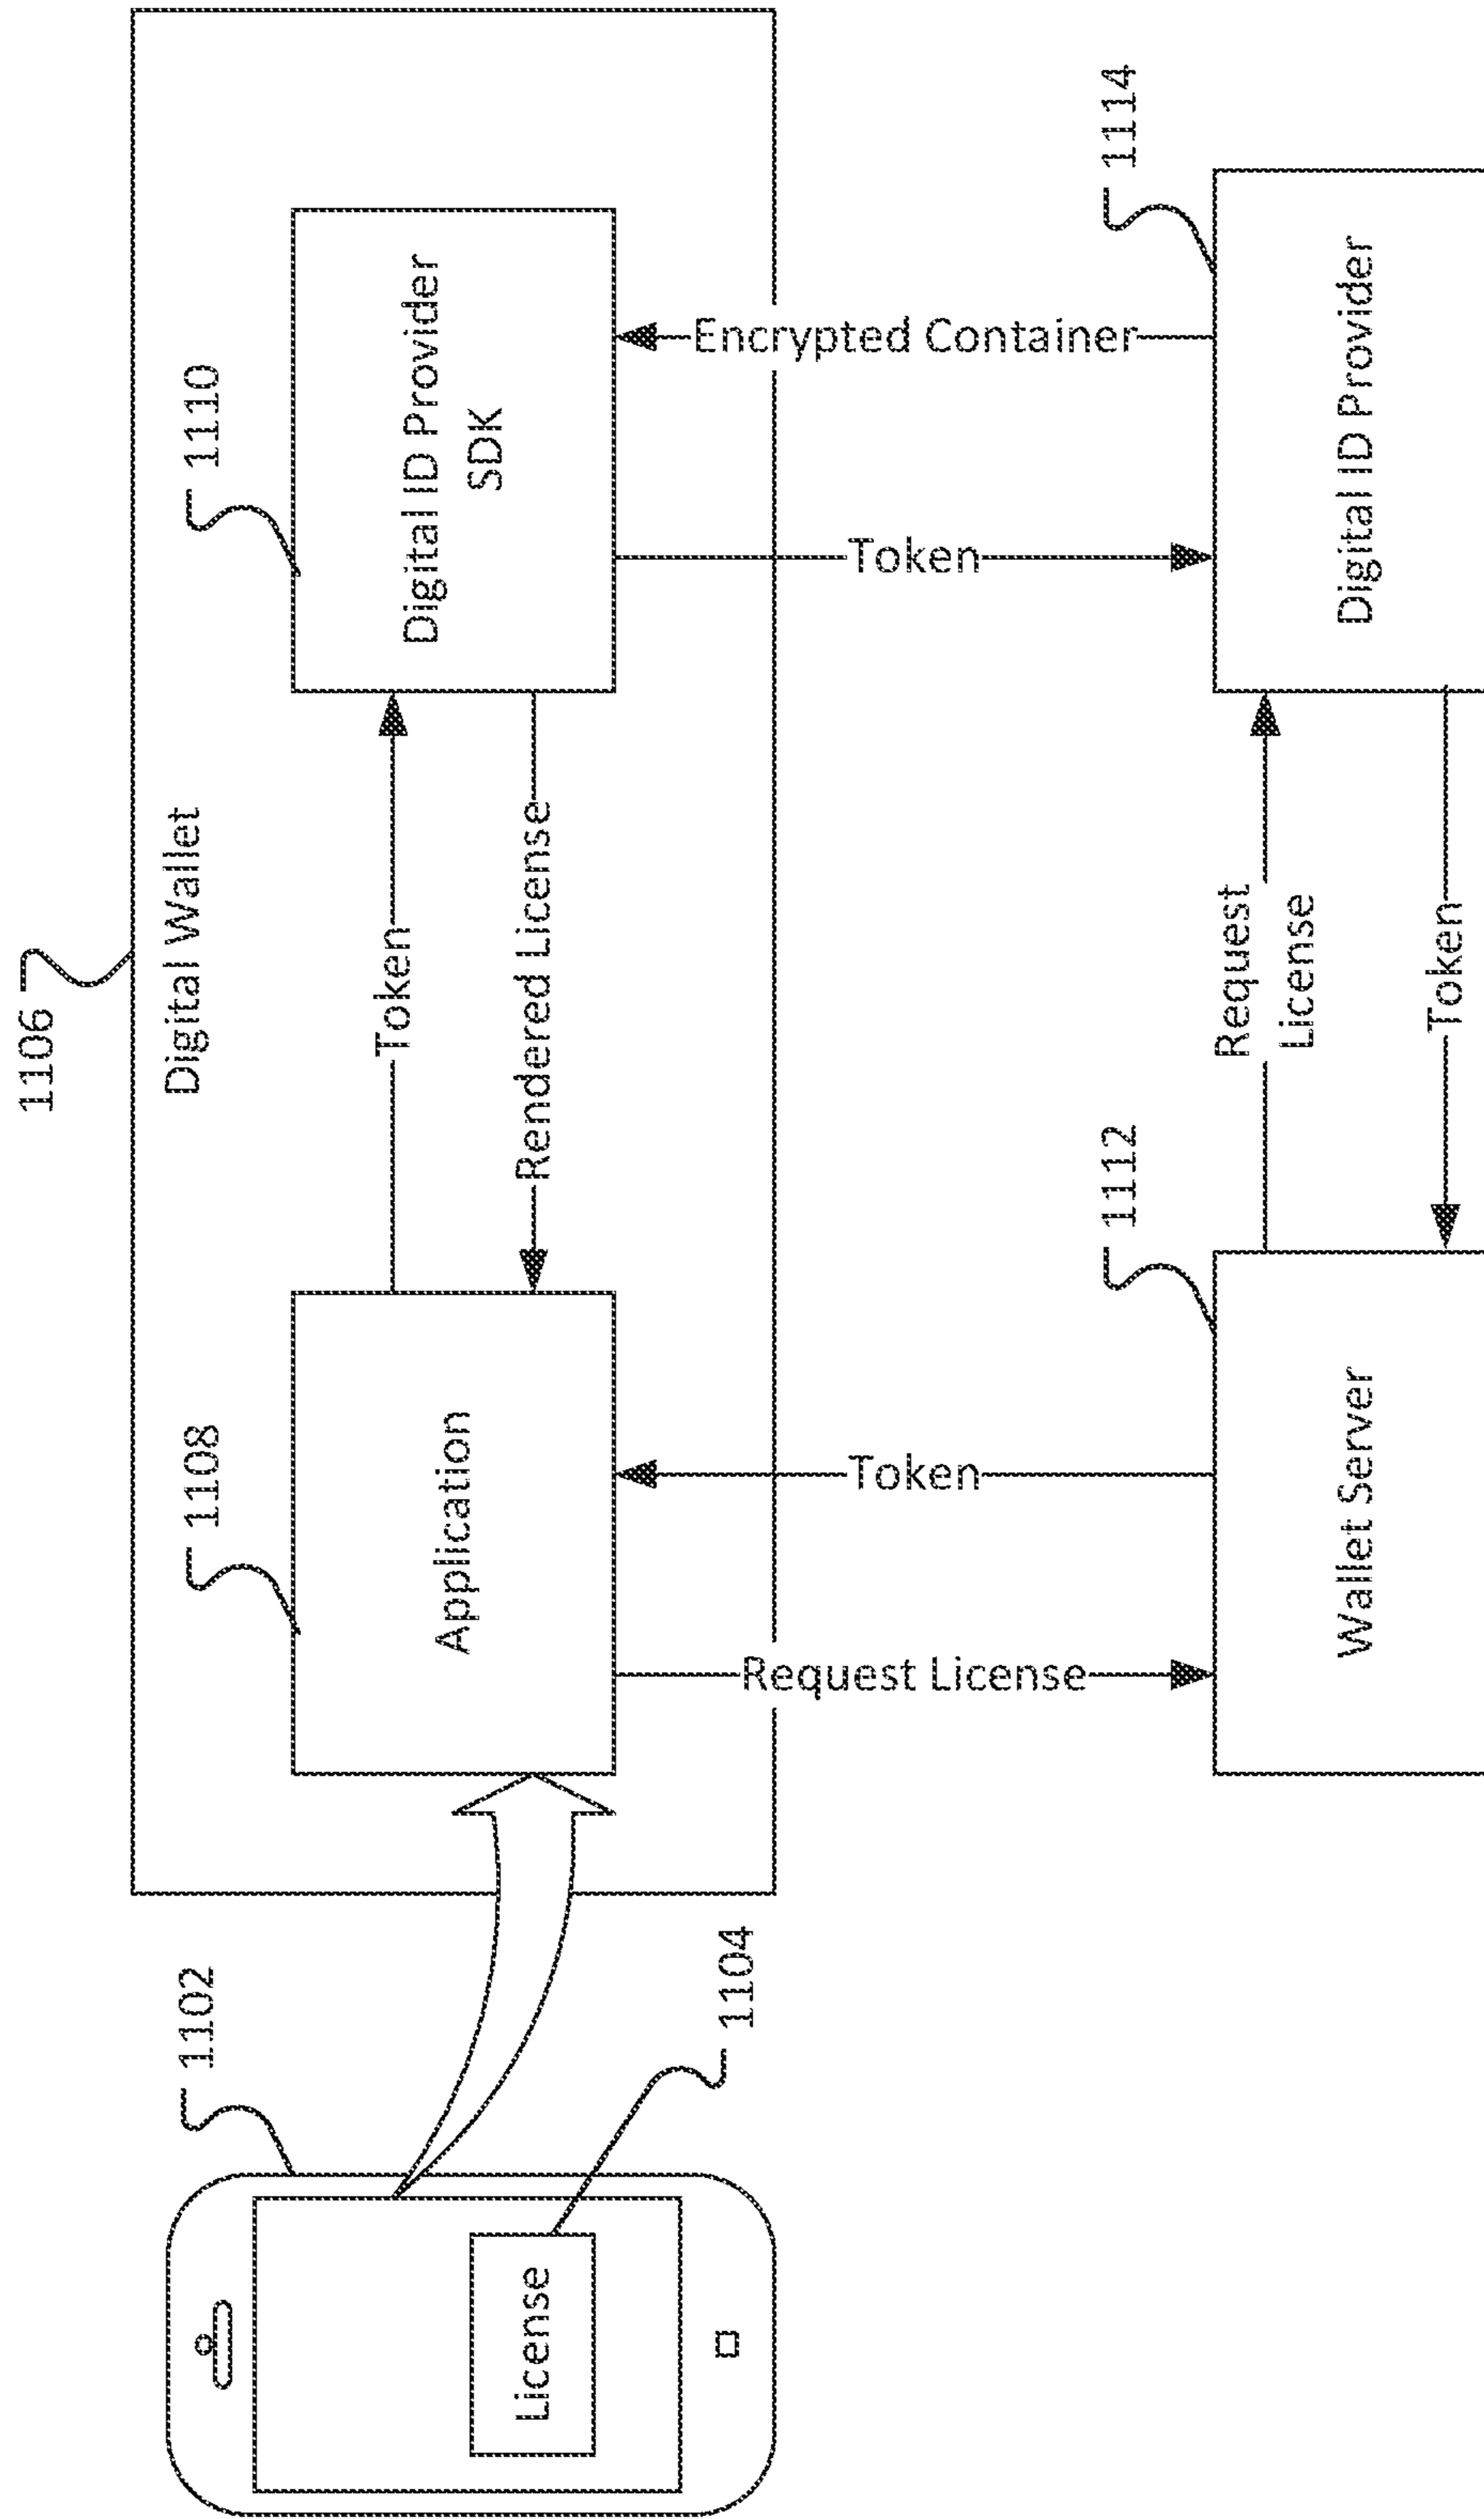 1106
Digital Wallet
1102
1108
1110
License
1104
Application
Token
Rendered License
Digital ID Provider
SDK
Request License
Token
Token
Encrypted Container
1112
1114
Wallet Server
Request
License
Token
Digital ID Provider